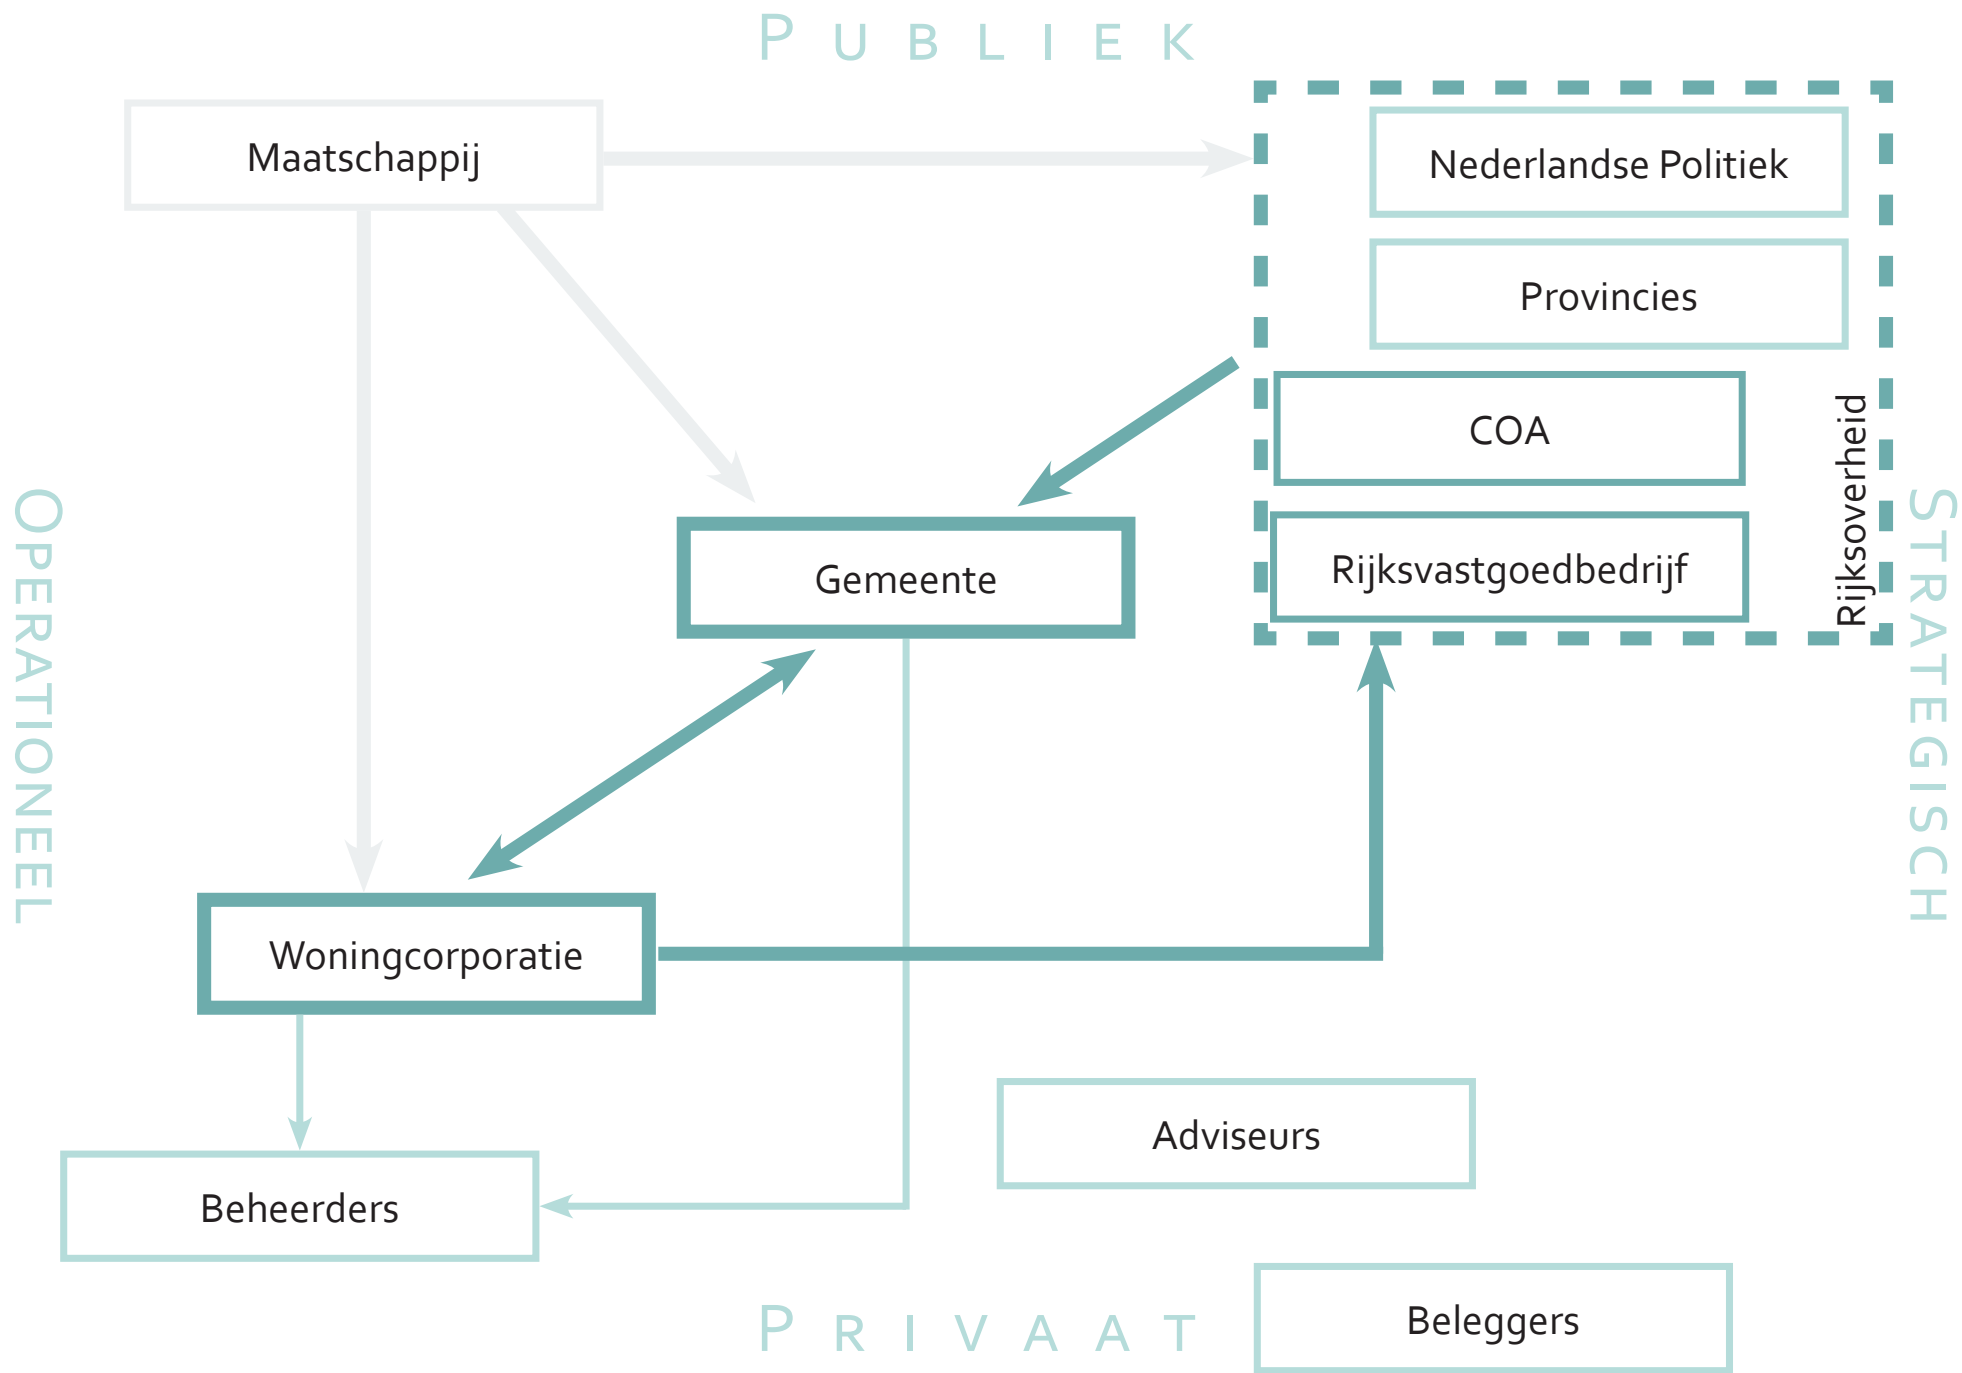 PUBLIEK
Maatschappij
Nederlandse Politiek
Provincies
COA
Rijksvastgoedbedrijf
Rijksoverheid
Gemeente
OPERATIONEEL
STRATEGISCH
Woningcorporatie
Adviseurs
Beheerders
Beleggers
PRIVAAT